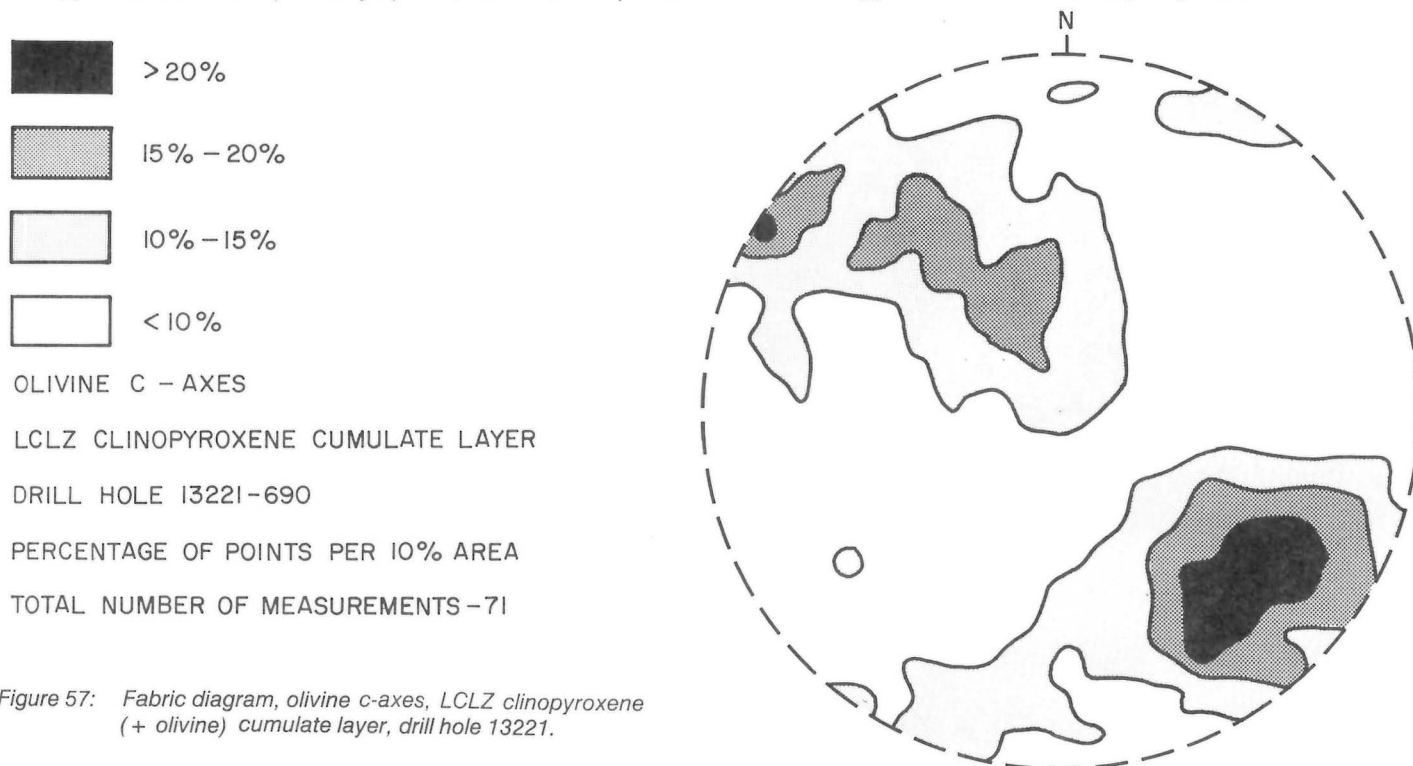 N
>20%
15% – 20%
10% –15%
<10%
OLIVINE C – AXES
LCLZ CLINOPYROXENE CUMULATE LAYER
DRILL HOLE 13221-690
PERCENTAGE OF POINTS PER 10% AREA
TOTAL NUMBER OF MEASUREMENTS – 71
Figure 57: Fabric diagram, olivine c-axes, LCLZ clinopyroxene
(+ olivine) cumulate layer, drill hole 13221.